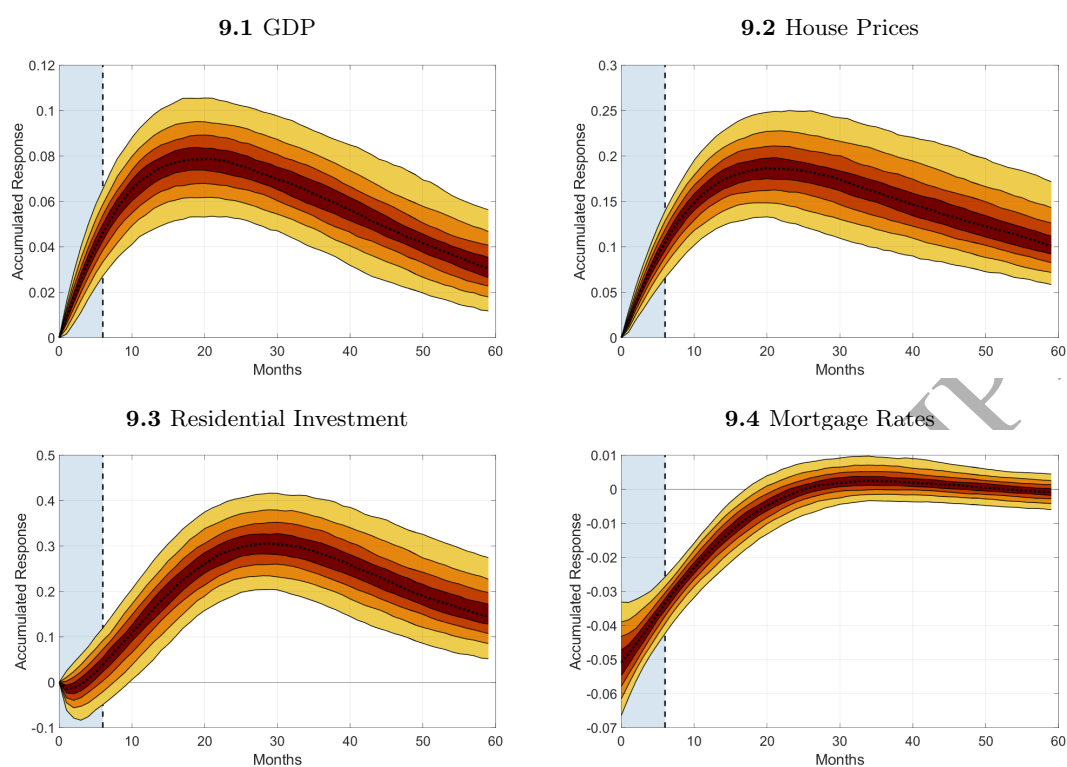 9.1 GDP
0.12
0.1
0.08
0.06
0.04
0.02
0
Accumulated Response
0 10 20 30 40 50 60
Months
9.2 House Prices
0.3
0.25
0.2
0.15
0.1
0.05
0
Accumulated Response
0 10 20 30 40 50 60
Months
9.3 Residential Investment
0.5
0.4
0.3
0.2
0.1
0
-0.1
Accumulated Response
0 10 20 30 40 50 60
Months
9.4 Mortgage Rates
0.01
0
-0.01
-0.02
-0.03
-0.04
-0.05
-0.06
-0.07
Accumulated Response
0 10 20 30 40 50 60
Months